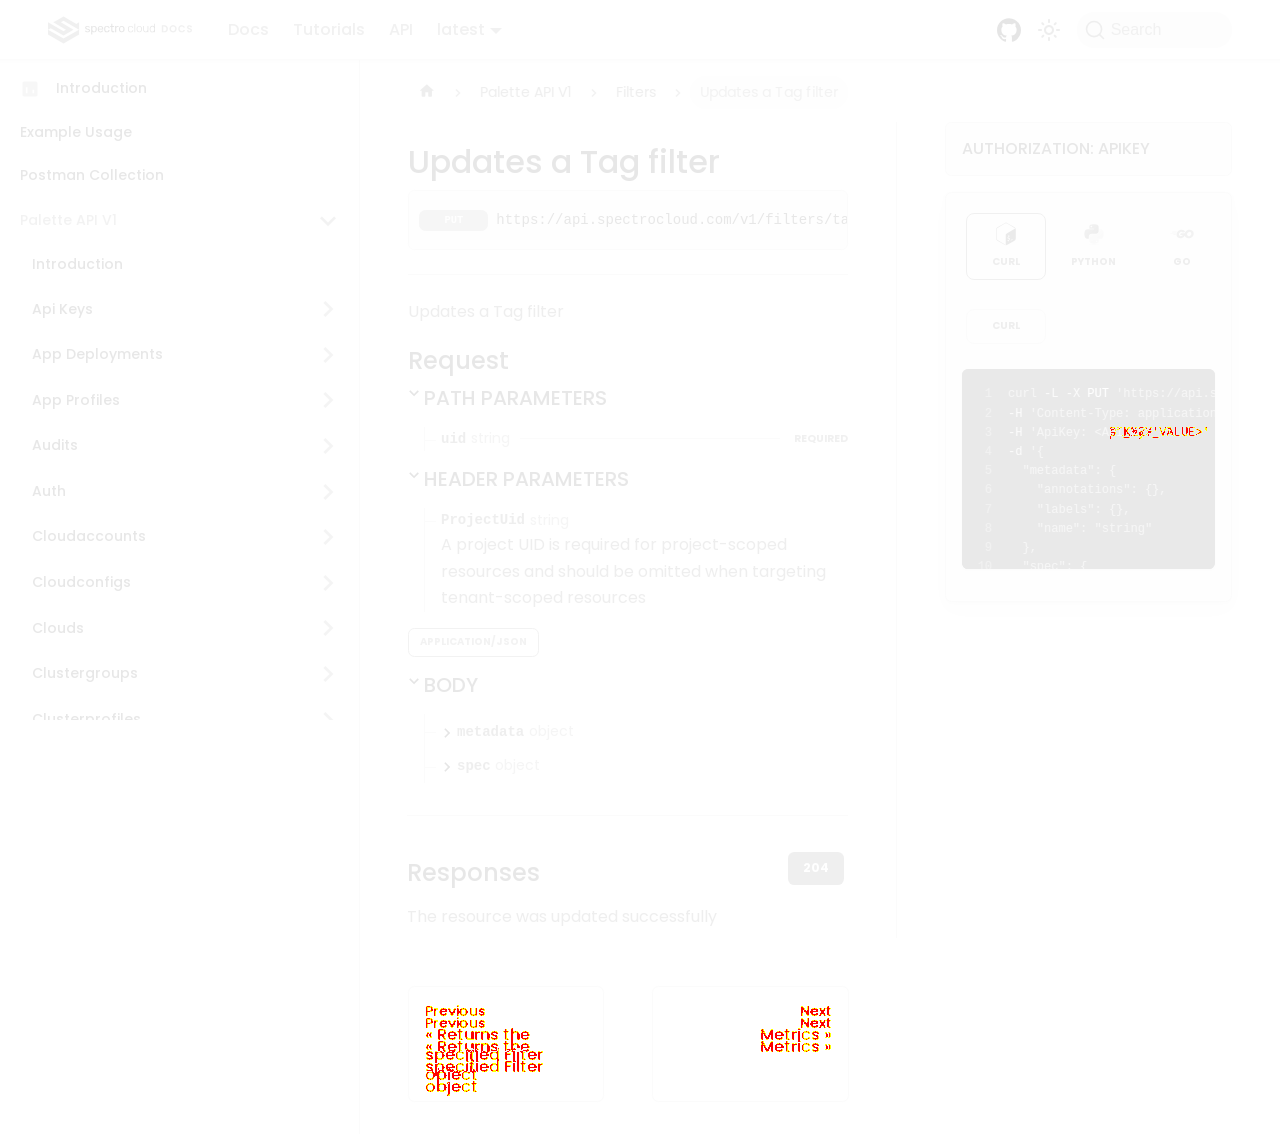 spectro cloud DOCS
Docs
Tutorials
API
latest
Search
Introduction
Example Usage
Postman Collection
Palette API V1
Introduction
Api Keys
App Deployments
App Profiles
Audits
Auth
Cloudaccounts
Cloudconfigs
Clouds
Clustergroups
Clusterprofiles
Palette API V1
Filters
Updates a Tag filter
Updates a Tag filter
PUT https://api.spectrocloud.com/v1/filters/ta
Updates a Tag filter
Request
PATH PARAMETERS
uid string REQUIRED
HEADER PARAMETERS
ProjectUid string
A project UID is required for project-scoped
resources and should be omitted when targeting
tenant-scoped resources
APPLICATION/JSON
BODY
metadata object
spec object
Responses
204
The resource was updated successfully
Previous
« Returns the
specified Filter
object
Next
Metrics »
AUTHORIZATION: APIKEY
CURL
PYTHON
GO
GO
CURL
1 curl -L -X PUT 'https://api.s
2 -H 'Content-Type: application
3 -H 'ApiKey: <A
4 -d '{
5 "metadata": {
6 "annotations": {},
7 "labels": {},
8 "name": "string"
9 },
10 "spec": {